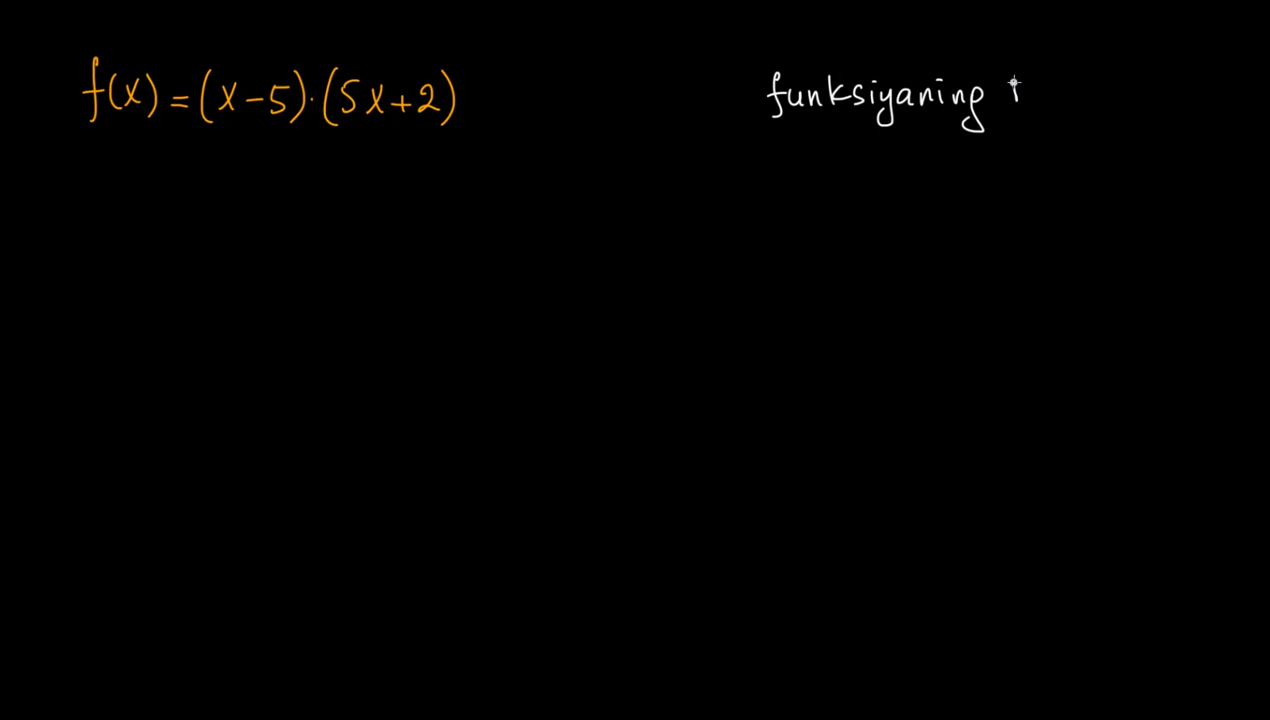 f(x) = (x-5)·(5x+2)
funksiyaning